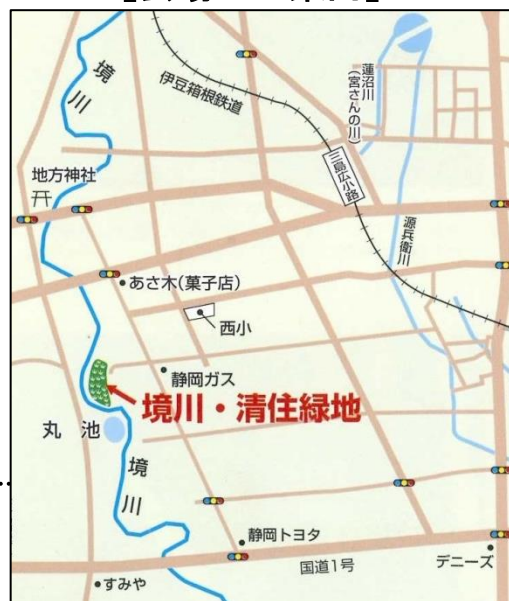 境川
伊豆箱根鉄道
蓮沼川
(宮さんの川)
地方神社
三島広小路
源兵衛川
あさ木(菓子店)
西小
静岡ガス
境川・清住緑地
丸池
境川
静岡トヨタ
国道1号
デニーズ
すみや